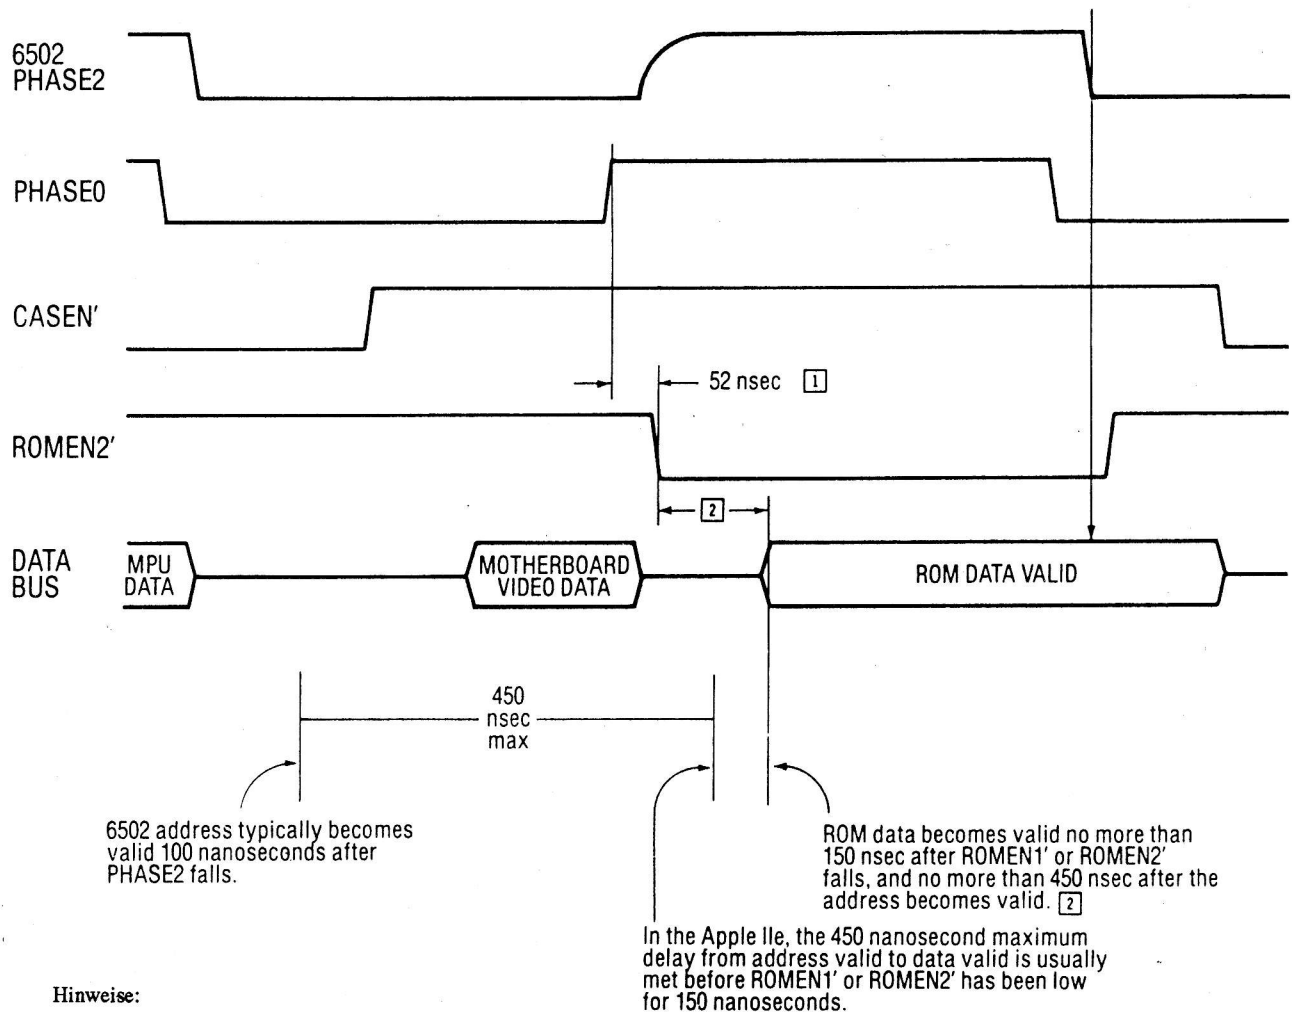 6502
PHASE2
PHASE0
CASEN'
52 nsec 1
ROMEN2'
2
DATA
BUS
MPU
DATA
MOTHERBOARD
VIDEO DATA
ROM DATA VALID
450
nsec
max
6502 address typically becomes
valid 100 nanoseconds after
PHASE2 falls.
ROM data becomes valid no more than
150 nsec after ROMEN1' or ROMEN2'
falls, and no more than 450 nsec after the
address becomes valid. 2
In the Apple IIe, the 450 nanosecond maximum
delay from address valid to data valid is usually
met before ROMEN1' or ROMEN2' has been low
for 150 nanoseconds.
Hinweise: